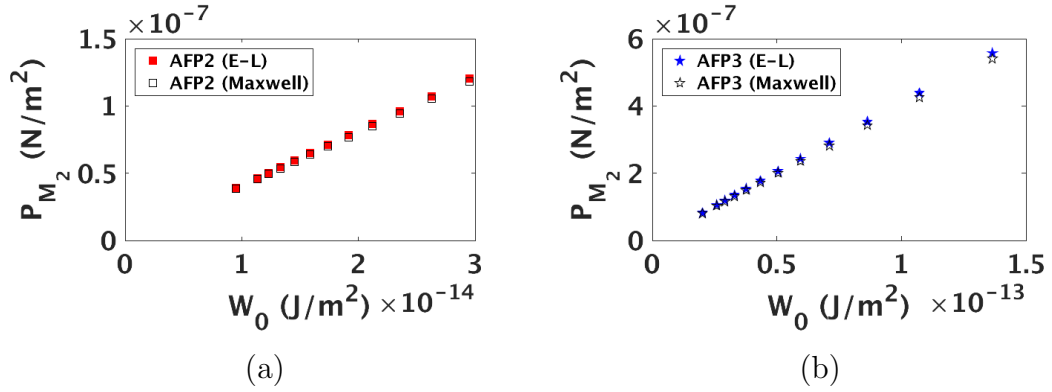 ×10⁻⁷
1.5
1
0.5
0
P_M₂ (N/m²)
AFP2 (E-L)
AFP2 (Maxwell)
0 1 2 3
W₀ (J/m²) ×10⁻¹⁴
(a)
×10⁻⁷
6
4
2
0
P_M₂ (N/m²)
AFP3 (E-L)
AFP3 (Maxwell)
0 0.5 1 1.5
W₀ (J/m²) ×10⁻¹³
(b)